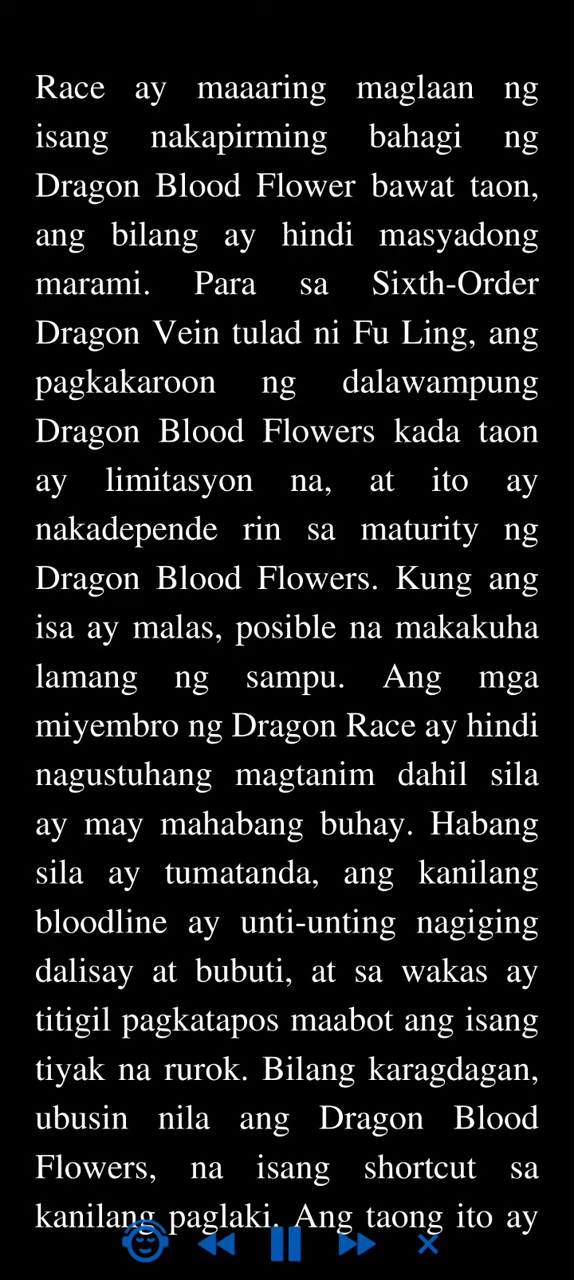 Race ay maaaring maglaan ng
isang nakapirming bahagi ng
Dragon Blood Flower bawat taon,
ang bilang ay hindi masyadong
marami. Para sa Sixth-Order
Dragon Vein tulad ni Fu Ling, ang
pagkakaroon ng dalawampung
Dragon Blood Flowers kada taon
ay limitasyon na, at ito ay
nakadepende rin sa maturity ng
Dragon Blood Flowers. Kung ang
isa ay malas, posible na makakuha
lamang ng sampu. Ang mga
miyembro ng Dragon Race ay hindi
nagustuhang magtanim dahil sila
ay may mahabang buhay. Habang
sila ay tumatanda, ang kanilang
bloodline ay unti-unting nagiging
dalisay at bubuti, at sa wakas ay
titigil pagkatapos maabot ang isang
tiyak na rurok. Bilang karagdagan,
ubusin nila ang Dragon Blood
Flowers, na isang shortcut sa
kanilang paglaki. Ang taong ito ay